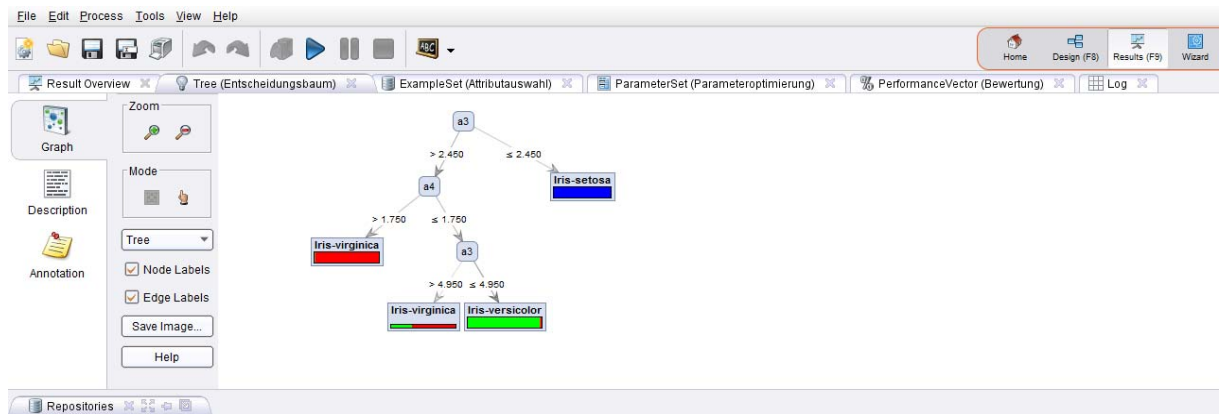 File Edit Process Tools View Help
ABC
Home Design (F8) Results (F9) Wizard
Result Overview Tree (Entscheidungsbaum) ExampleSet (Attributauswahl) ParameterSet (Parameteroptimierung) PerformanceVector (Bewertung) Log
Graph
Description
Annotation
Zoom
Mode
Tree
Node Labels
Edge Labels
Save Image...
Help
a3
> 2.450 ≤ 2.450
a4 Iris-setosa
> 1.750 ≤ 1.750
Iris-virginica a3
> 4.950 ≤ 4.950
Iris-virginica Iris-versicolor
Repositories